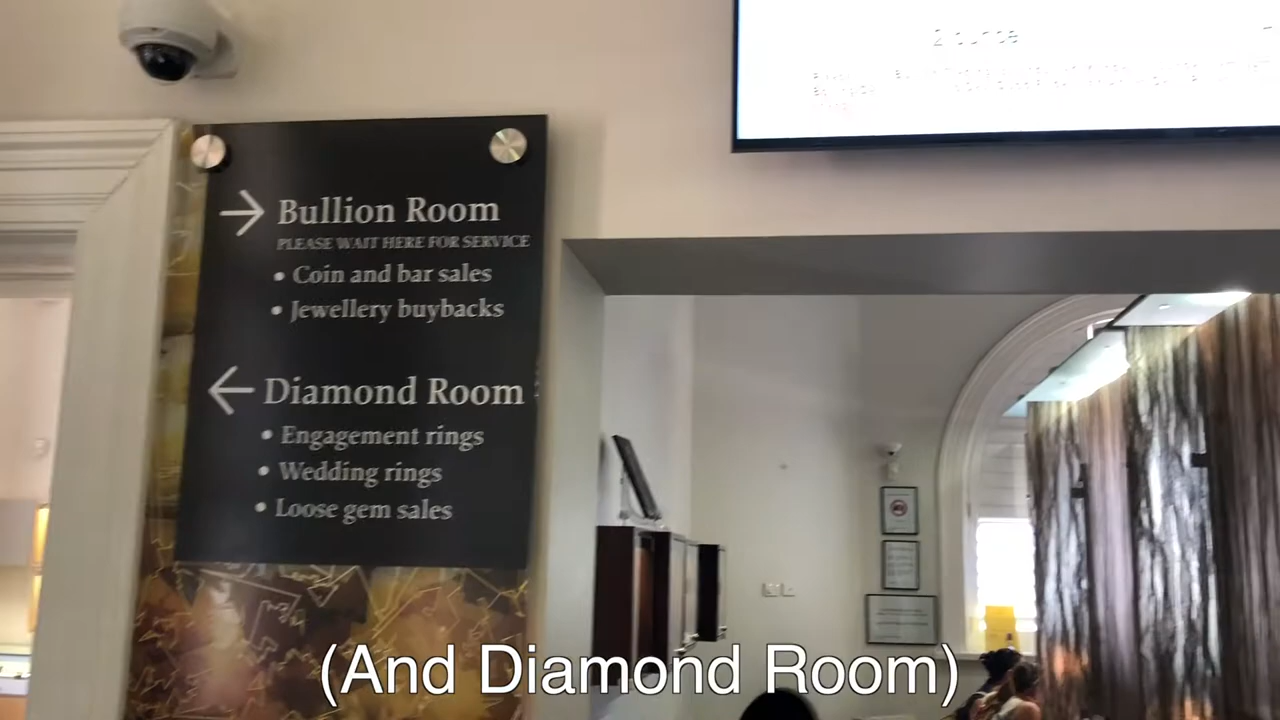 Bullion Room
PLEASE WAIT HERE FOR SERVICE
• Coin and bar sales
• Jewellery buybacks
Diamond Room
• Engagement rings
• Wedding rings
• Loose gem sales
(And Diamond Room)